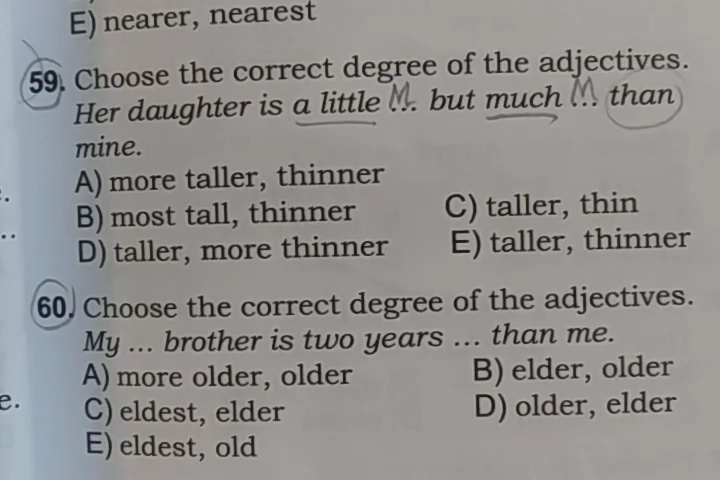 E) nearer, nearest
59. Choose the correct degree of the adjectives.
Her daughter is a little ... but much ... than
mine.
A) more taller, thinner
B) most tall, thinner C) taller, thin
D) taller, more thinner E) taller, thinner
60. Choose the correct degree of the adjectives.
My ... brother is two years ... than me.
A) more older, older B) elder, older
C) eldest, elder D) older, elder
E) eldest, old
e.